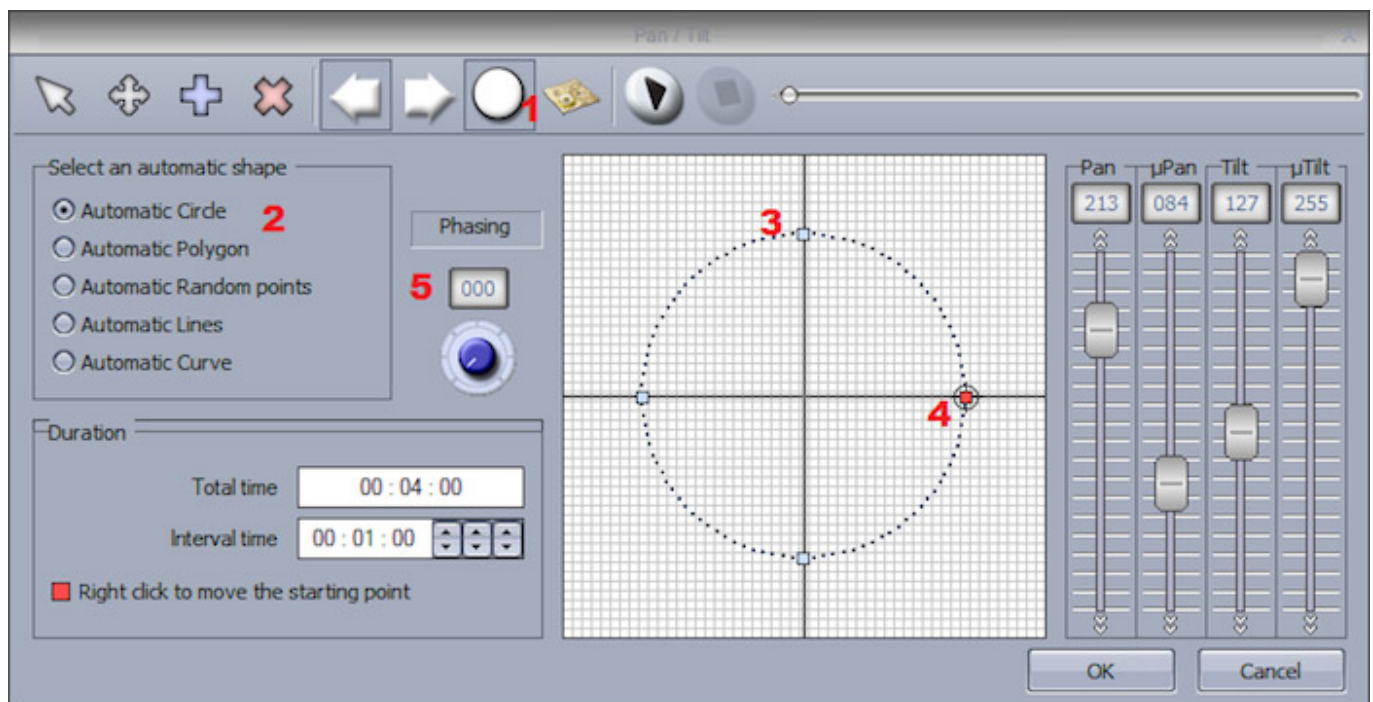 Pan / Tilt
1
Select an automatic shape
Automatic Circle
2
Automatic Polygon
Automatic Random points
Automatic Lines
Automatic Curve
Phasing
5
000
3
4
Pan
µPan
Tilt
µTilt
213
084
127
255
Duration
Total time
00 : 04 : 00
Interval time
00 : 01 : 00
Right click to move the starting point
OK
Cancel